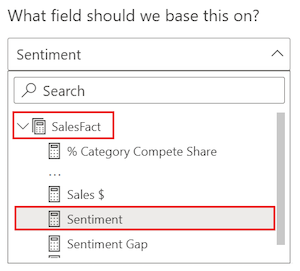 What field should we base this on?
Sentiment
Search
SalesFact
% Category Compete Share
...
Sales $
Sentiment
Sentiment Gap